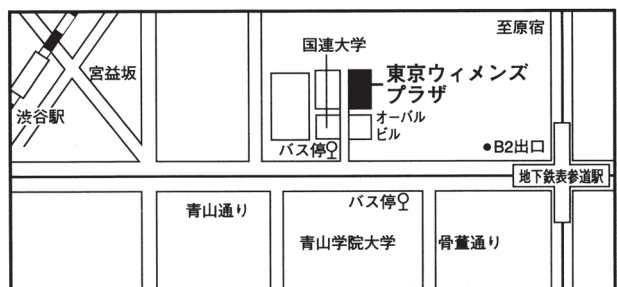 至原宿
国連大学
宮益坂
東京ウィメンズ
プラザ
渋谷駅
オーバル
ビル
バス停
●B2出口
地下鉄表参道駅
バス停
青山通り
青山学院大学
骨董通り